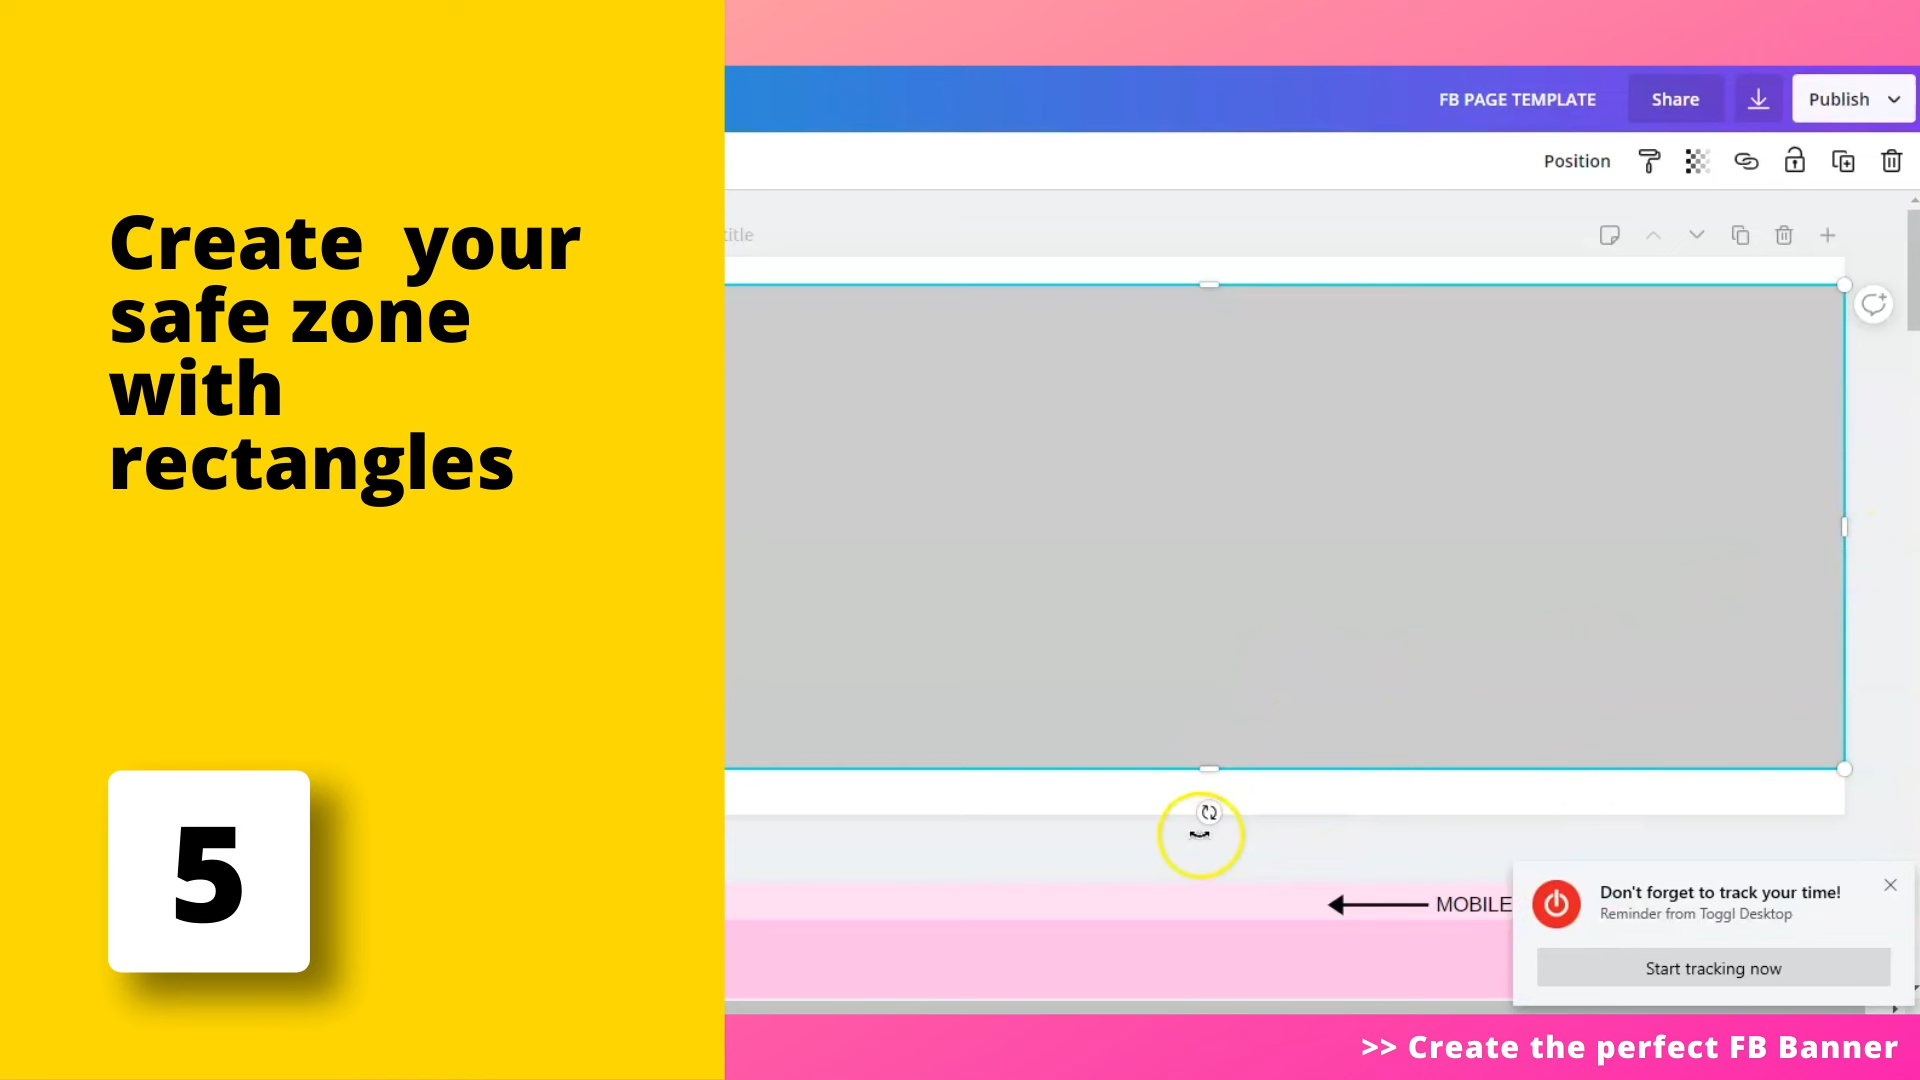 FB PAGE TEMPLATE
Share
Publish
Position
title
Create your
safe zone
with
rectangles
5
MOBILE
Don't forget to track your time!
Reminder from Toggl Desktop
Start tracking now
>> Create the perfect FB Banner